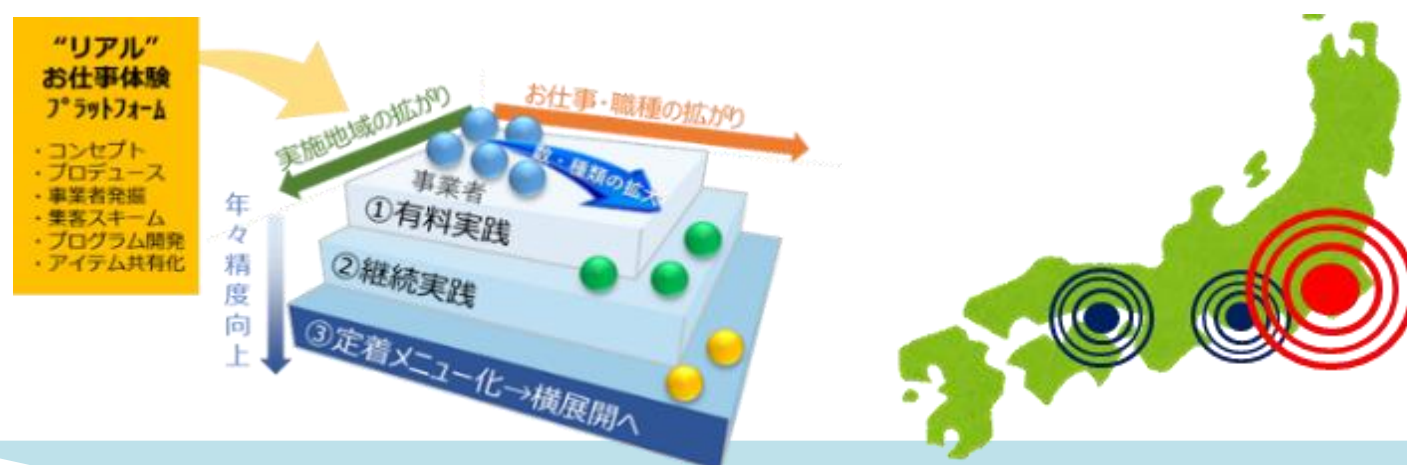 “リアル”
お仕事体験
プラットフォーム
・コンセプト
・プロデュース
・事業者発掘
・集客スキーム
・プログラム開発
・アイテム共有化
実施地域の拡がり
お仕事・職種の拡がり
数・種類の拡大
事業者
①有料実践
②継続実践
③定着メニュー化→横展開へ
年々精度向上